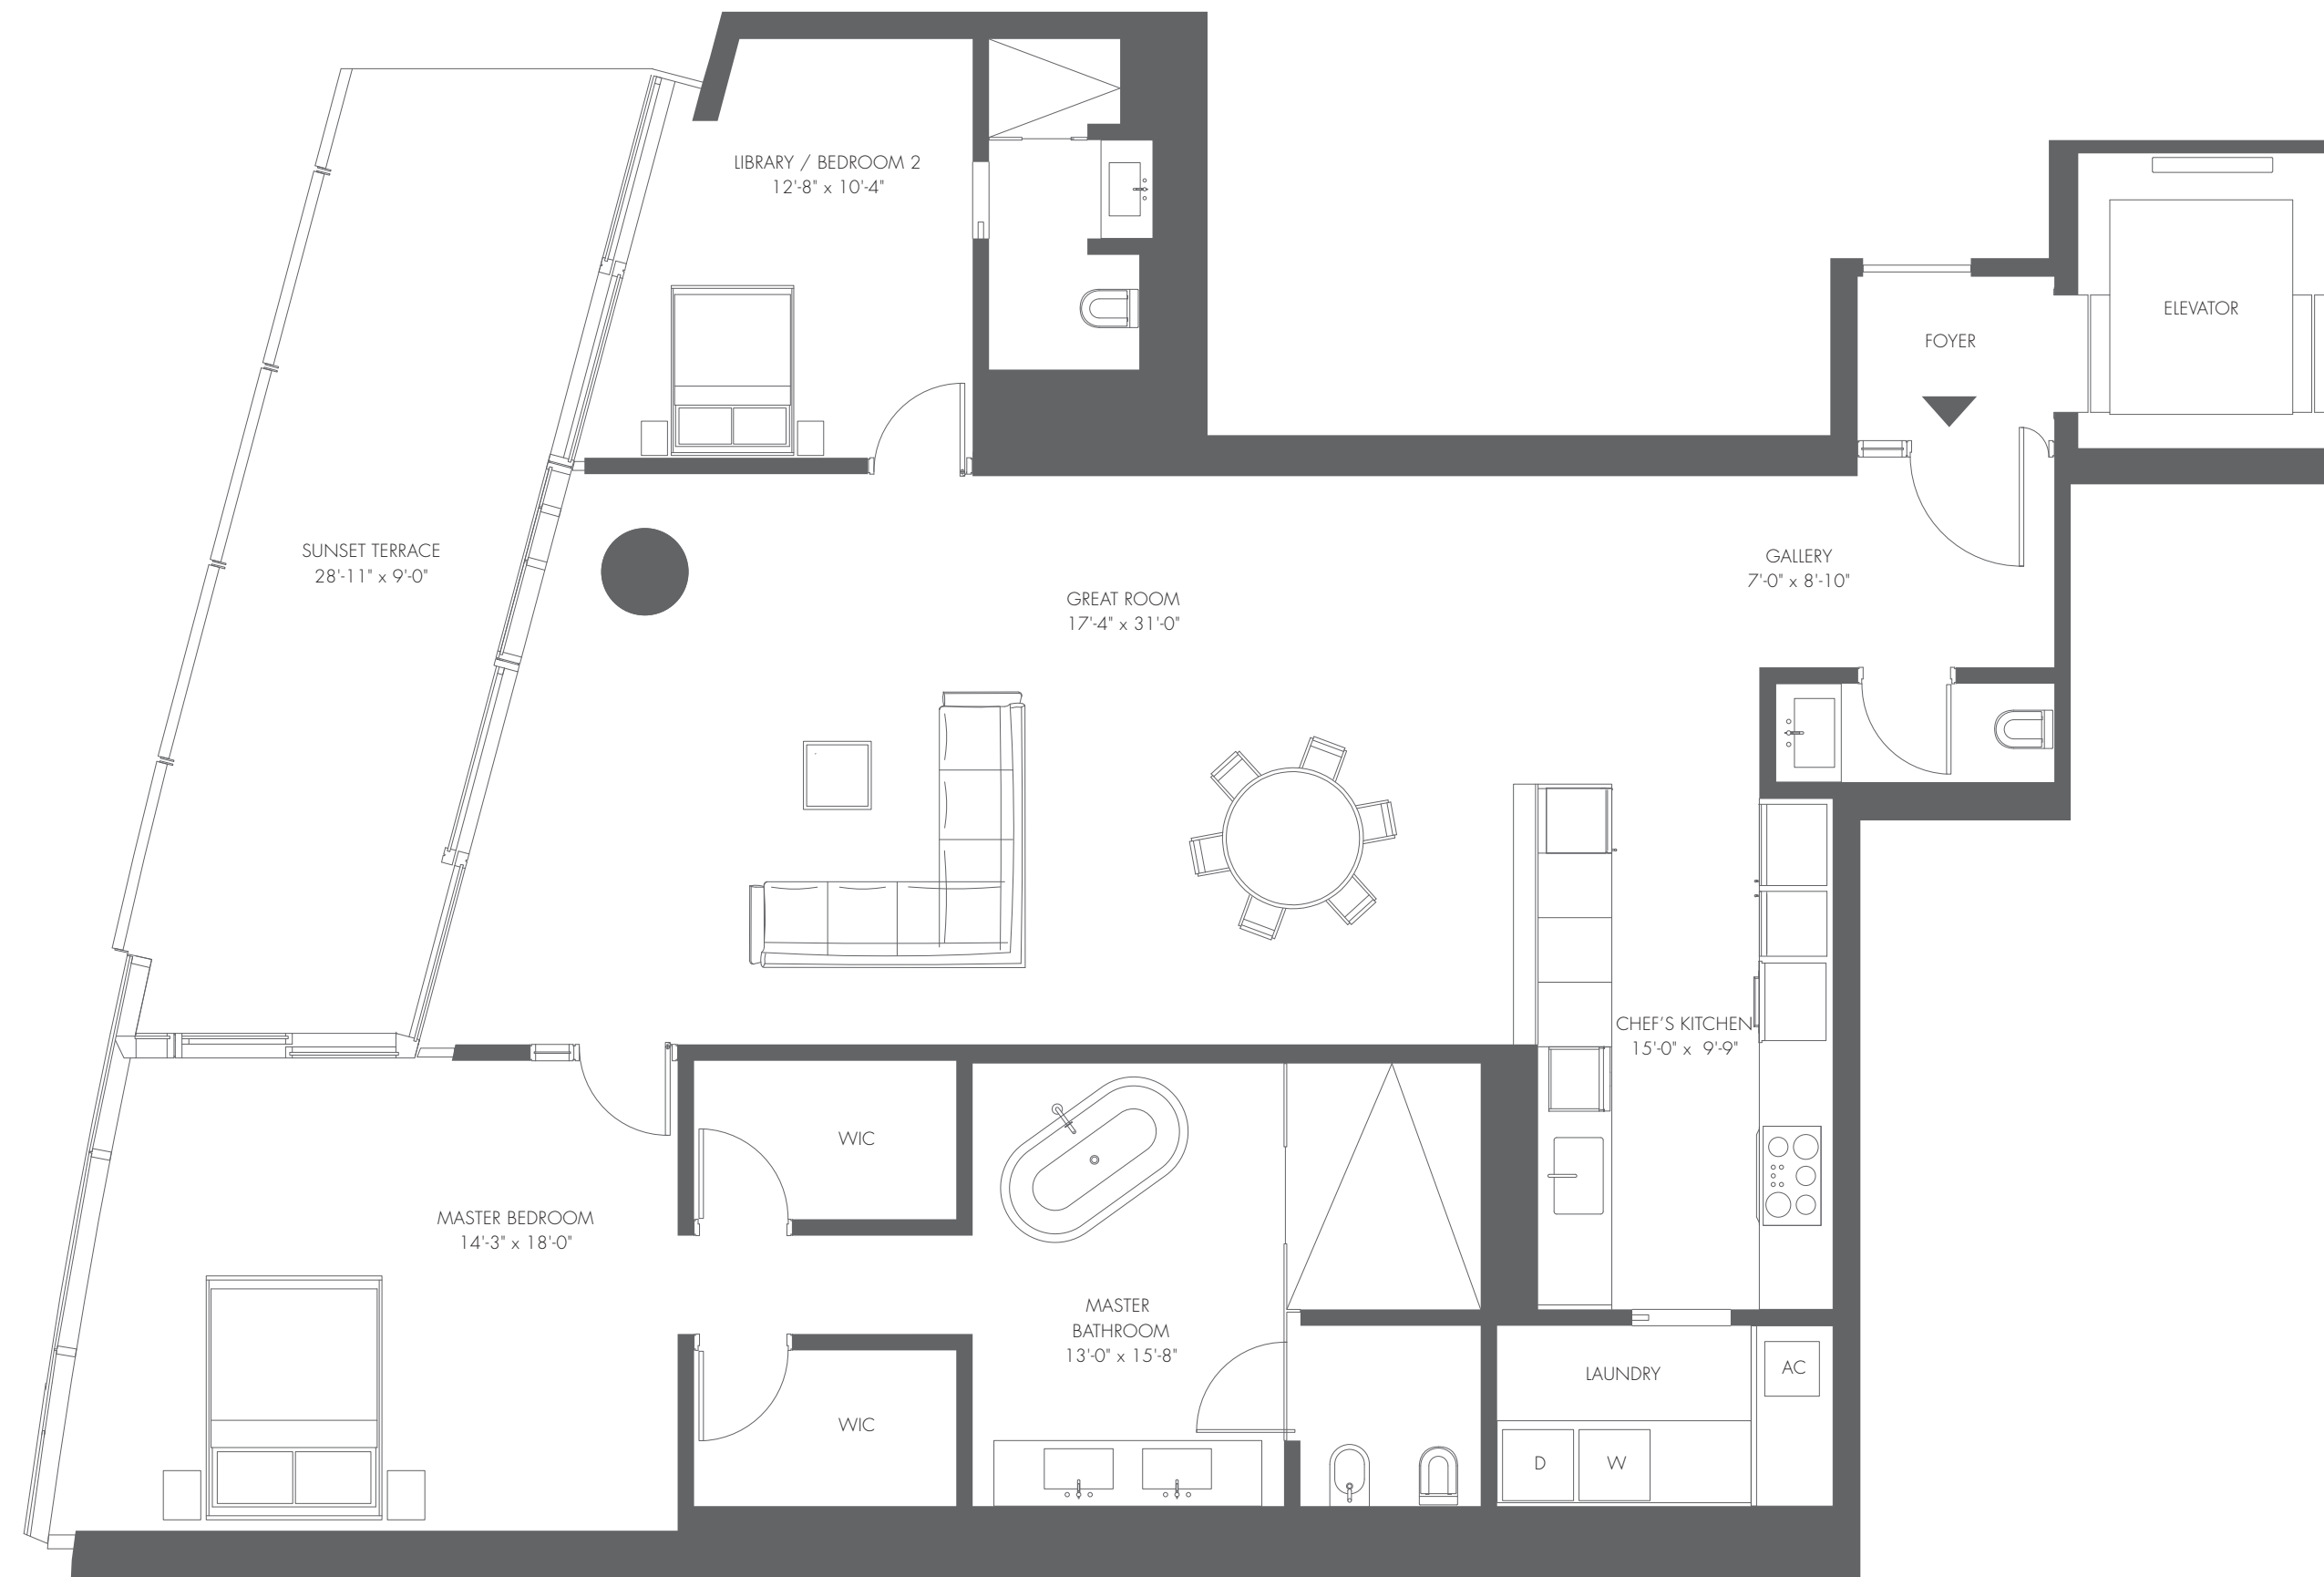 LIBRARY / BEDROOM 2
12'-8" x 10'-4"
ELEVATOR
FOYER
SUNSET TERRACE
28'-11" x 9'-0"
GALLERY
7'-0" x 8'-10"
GREAT ROOM
17'-4" x 31'-0"
CHEF'S KITCHEN
15'-0" x 9'-9"
WIC
MASTER BEDROOM
14'-3" x 18'-0"
MASTER
BATHROOM
13'-0" x 15'-8"
LAUNDRY
AC
WIC
D
W